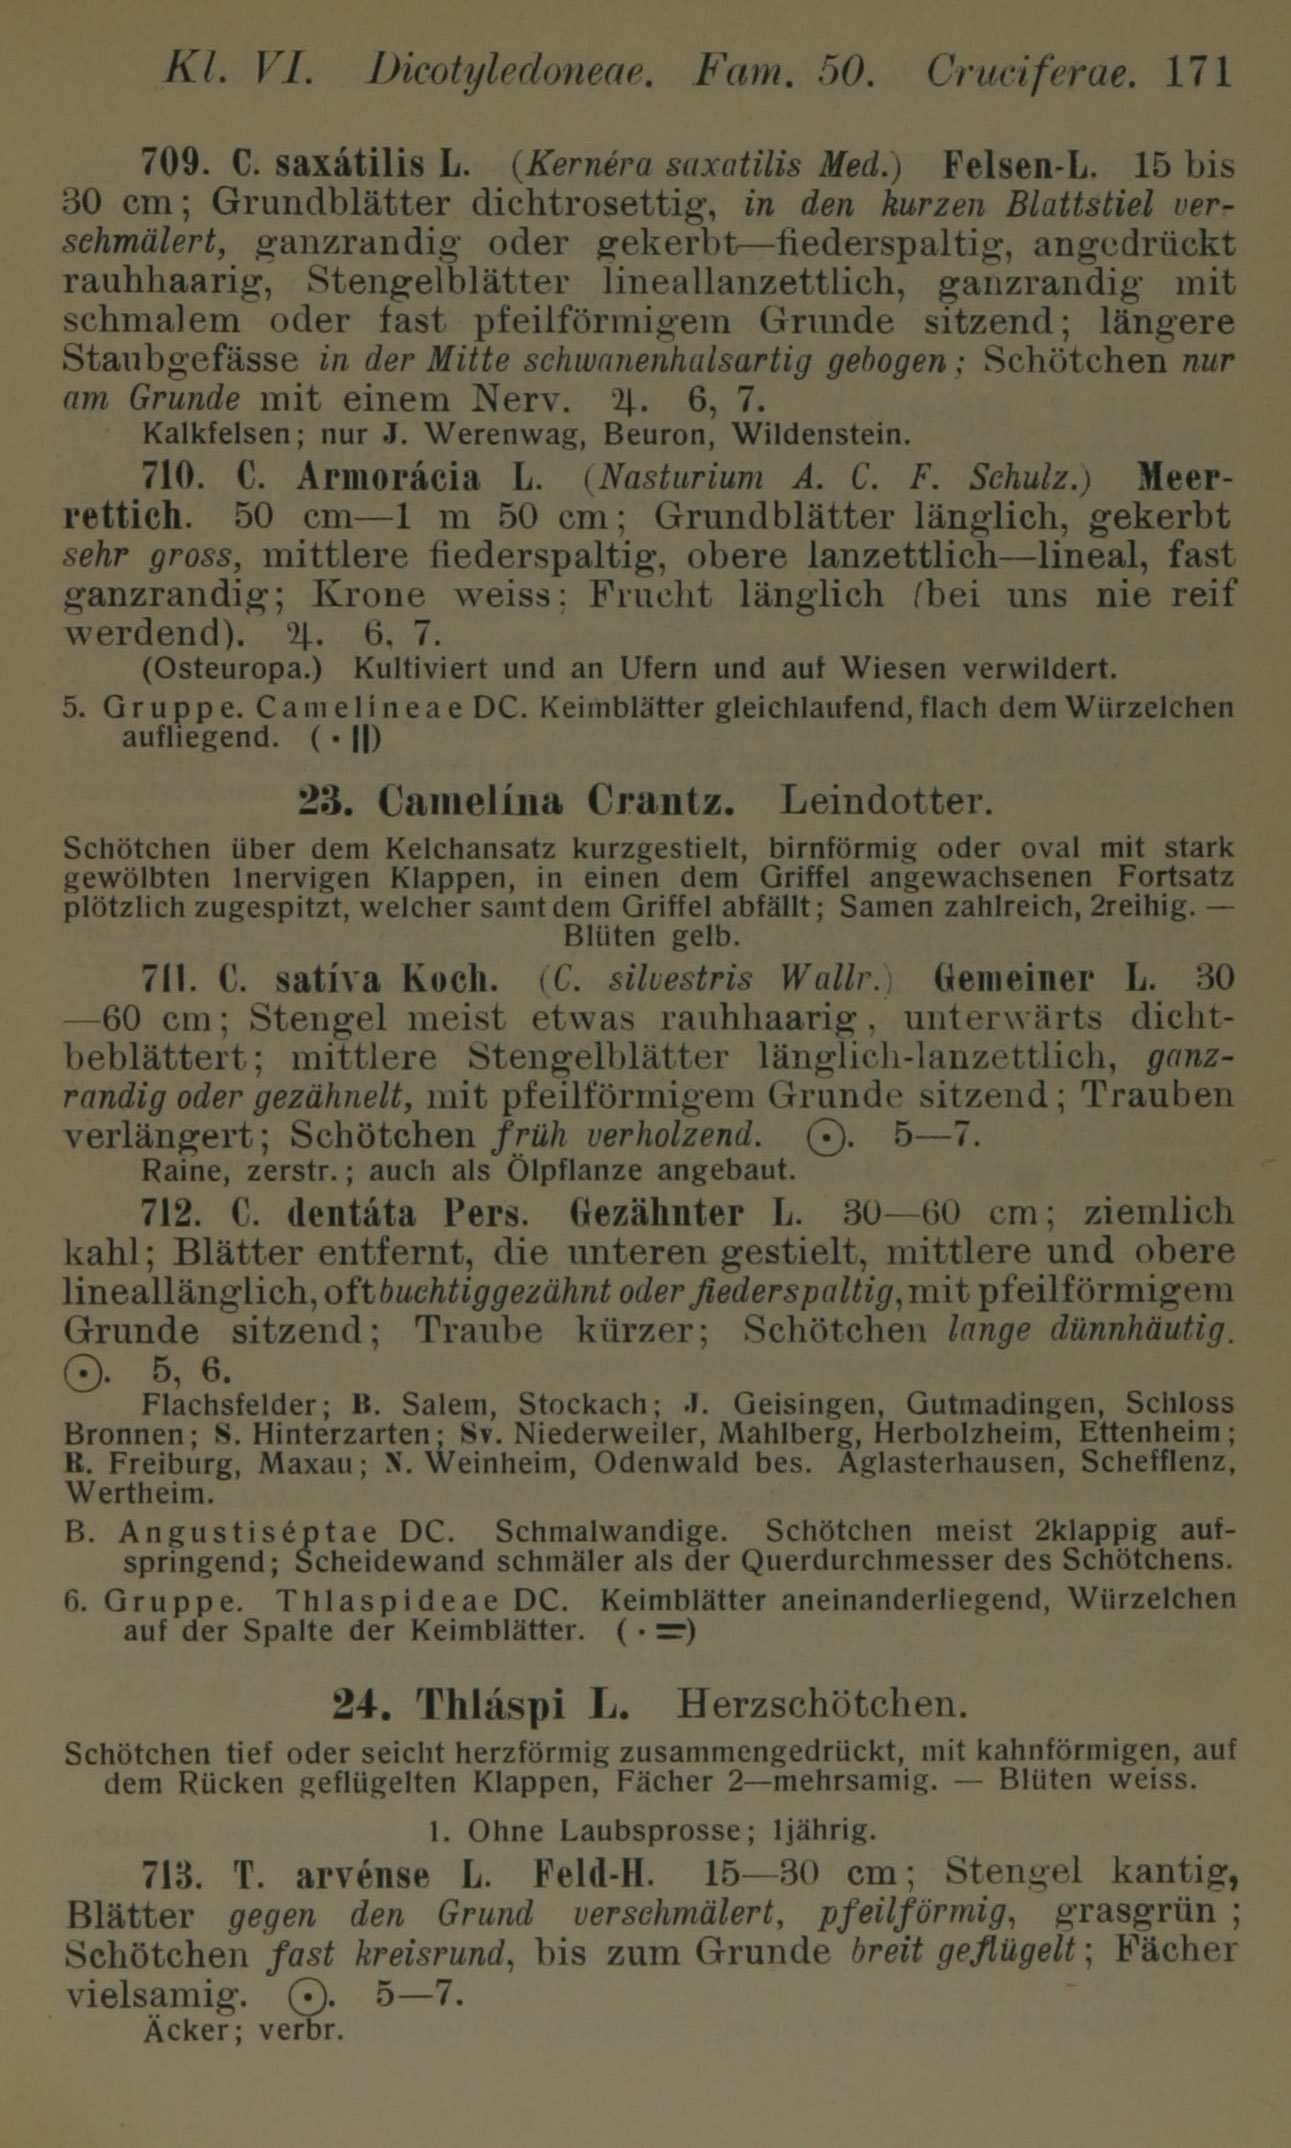 Kl. VI. Dicotyledoneae. Fam. 50. Cruciferae. 171
709. C. saxátilis L. (Kernéra saxatilis Med.) Felsen-L. 15 bis
30 cm; Grundblätter dichtrosettig, in den kurzen Blattstiel ver-
schmälert, ganzrandig oder gekerbt—fiederspaltig, angedrückt
rauhhaarig, Stengelblätter lineallanzettlich, ganzrandig mit
schmalem oder fast pfeilförmigem Grunde sitzend; längere
Staubgefässe in der Mitte schwanenhalsartig gebogen; Schötchen nur
am Grunde mit einem Nerv. ♃. 6, 7.
Kalkfelsen; nur J. Werenwag, Beuron, Wildenstein.
710. C. Armorácia L. (Nasturium A. C. F. Schulz.) Meer-
rettich. 50 cm—1 m 50 cm; Grundblätter länglich, gekerbt
sehr gross, mittlere fiederspaltig, obere lanzettlich—lineal, fast
ganzrandig; Krone weiss; Frucht länglich (bei uns nie reif
werdend). ♃. 6, 7.
(Osteuropa.) Kultiviert und an Ufern und auf Wiesen verwildert.
5. Gruppe. Camelíneae DC. Keimblätter gleichlaufend, flach dem Würzelchen
aufliegend. ( · ||)
23. Camelína Crantz. Leindotter.
Schötchen über dem Kelchansatz kurzgestielt, birnförmig oder oval mit stark
gewölbten 1nervigen Klappen, in einen dem Griffel angewachsenen Fortsatz
plötzlich zugespitzt, welcher samt dem Griffel abfällt; Samen zahlreich, 2reihig. —
Blüten gelb.
711. C. satíva Koch. (C. silvestris Wallr.) Gemeiner L. 30
—60 cm; Stengel meist etwas rauhhaarig, unterwärts dicht-
beblättert; mittlere Stengelblätter länglich-lanzettlich, ganz-
randig oder gezähnelt, mit pfeilförmigem Grunde sitzend; Trauben
verlängert; Schötchen früh verholzend. ⊙. 5—7.
Raine, zerstr.; auch als Ölpflanze angebaut.
712. C. dentáta Pers. Gezähnter L. 30—60 cm; ziemlich
kahl; Blätter entfernt, die unteren gestielt, mittlere und obere
lineallänglich, oft buchtiggezähnt oder fiederspaltig, mit pfeilförmigem
Grunde sitzend; Traube kürzer; Schötchen lange dünnhäutig.
⊙. 5, 6.
Flachsfelder; B. Salem, Stockach; J. Geisingen, Gutmadingen, Schloss
Bronnen; S. Hinterzarten; Sv. Niederweiler, Mahlberg, Herbolzheim, Ettenheim;
R. Freiburg, Maxau; N. Weinheim, Odenwald bes. Aglasterhausen, Schefflenz,
Wertheim.
B. Angustiséptae DC. Schmalwandige. Schötchen meist 2klappig auf-
springend; Scheidewand schmäler als der Querdurchmesser des Schötchens.
6. Gruppe. Thlaspideae DC. Keimblätter aneinanderliegend, Würzelchen
auf der Spalte der Keimblätter. ( · =)
24. Thláspi L. Herzschötchen.
Schötchen tief oder seicht herzförmig zusammengedrückt, mit kahnförmigen, auf
dem Rücken geflügelten Klappen, Fächer 2—mehrsamig. — Blüten weiss.
1. Ohne Laubsprosse; 1jährig.
713. T. arvénse L. Feld-H. 15—30 cm; Stengel kantig,
Blätter gegen den Grund verschmälert, pfeilförmig, grasgrün;
Schötchen fast kreisrund, bis zum Grunde breit geflügelt; Fächer
vielsamig. ⊙. 5—7.
Äcker; verbr.